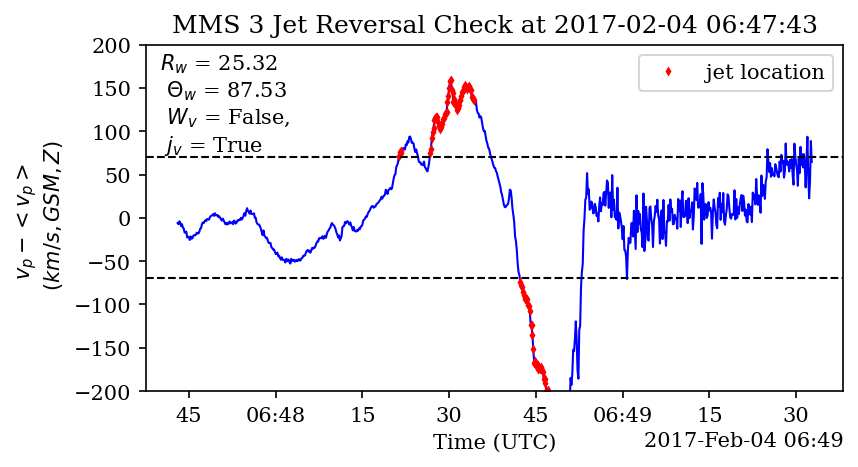 MMS 3 Jet Reversal Check at 2017-02-04 06:47:43
R_w = 25.32
Θ_w = 87.53
W_v = False,
j_v = True
jet location
200
150
100
50
0
−50
−100
−150
−200
v_p − < v_p >
(km/s, GSM, Z)
45 06:48 15 30 45 06:49 15 30
Time (UTC)
2017-Feb-04 06:49